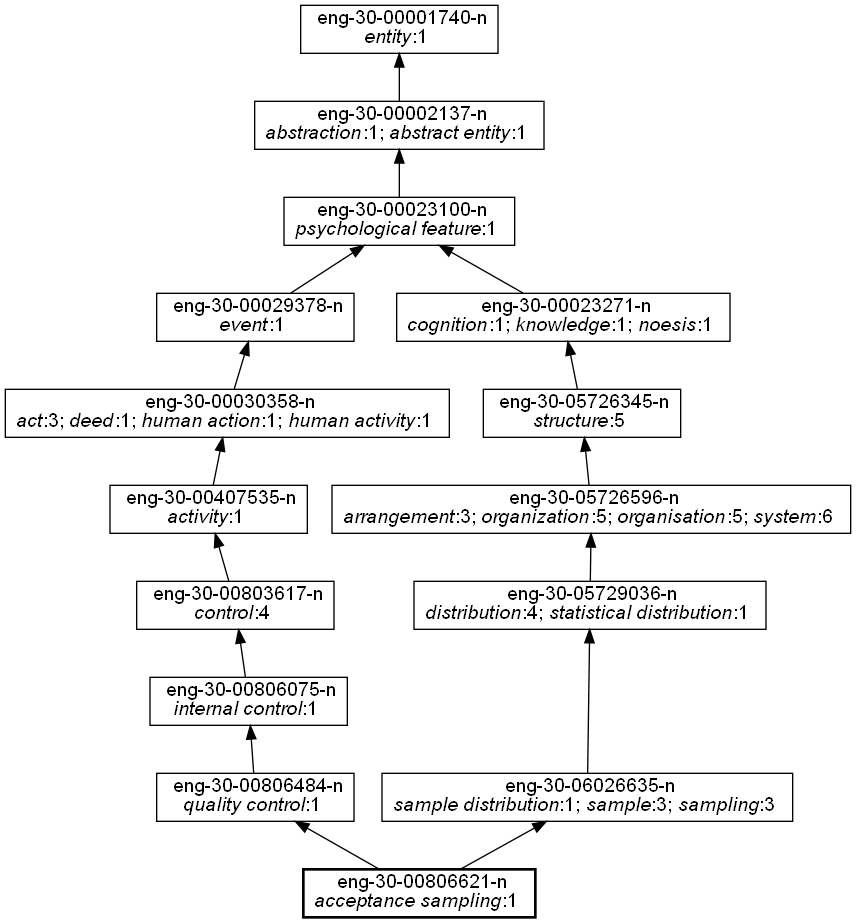 eng-30-00001740-n
entity:1
eng-30-00002137-n
abstraction:1; abstract entity:1
eng-30-00023100-n
psychological feature:1
eng-30-00029378-n
event:1
eng-30-00023271-n
cognition:1; knowledge:1; noesis:1
eng-30-00030358-n
act:3; deed:1; human action:1; human activity:1
eng-30-05726345-n
structure:5
eng-30-00407535-n
activity:1
eng-30-05726596-n
arrangement:3; organization:5; organisation:5; system:6
eng-30-00803617-n
control:4
eng-30-05729036-n
distribution:4; statistical distribution:1
eng-30-00806075-n
internal control:1
eng-30-00806484-n
quality control:1
eng-30-06026635-n
sample distribution:1; sample:3; sampling:3
eng-30-00806621-n
acceptance sampling:1